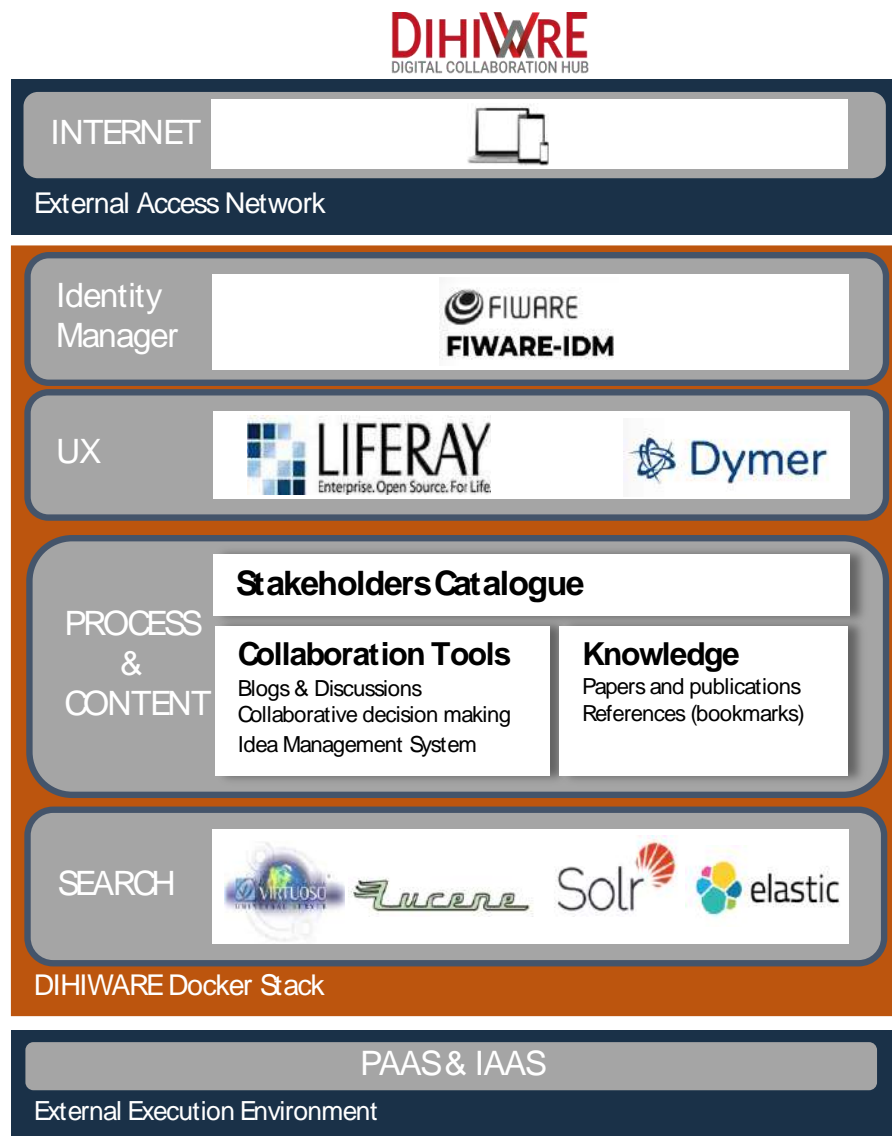 DIHIWARE
DIGITAL COLLABORATION HUB
INTERNET
External Access Network
Identity
Manager
FIWARE
FIWARE-IDM
UX
LIFERAY
Enterprise. Open Source. For Life.
Dymer
PROCESS
&
CONTENT
Stakeholders Catalogue
Collaboration Tools
Blogs & Discussions
Collaborative decision making
Idea Management System
Knowledge
Papers and publications
References (bookmarks)
SEARCH
VIRTUOSO
UNIVERSAL SERVER
Lucene
Solr
elastic
DIHIWARE Docker Stack
PAAS & IAAS
External Execution Environment